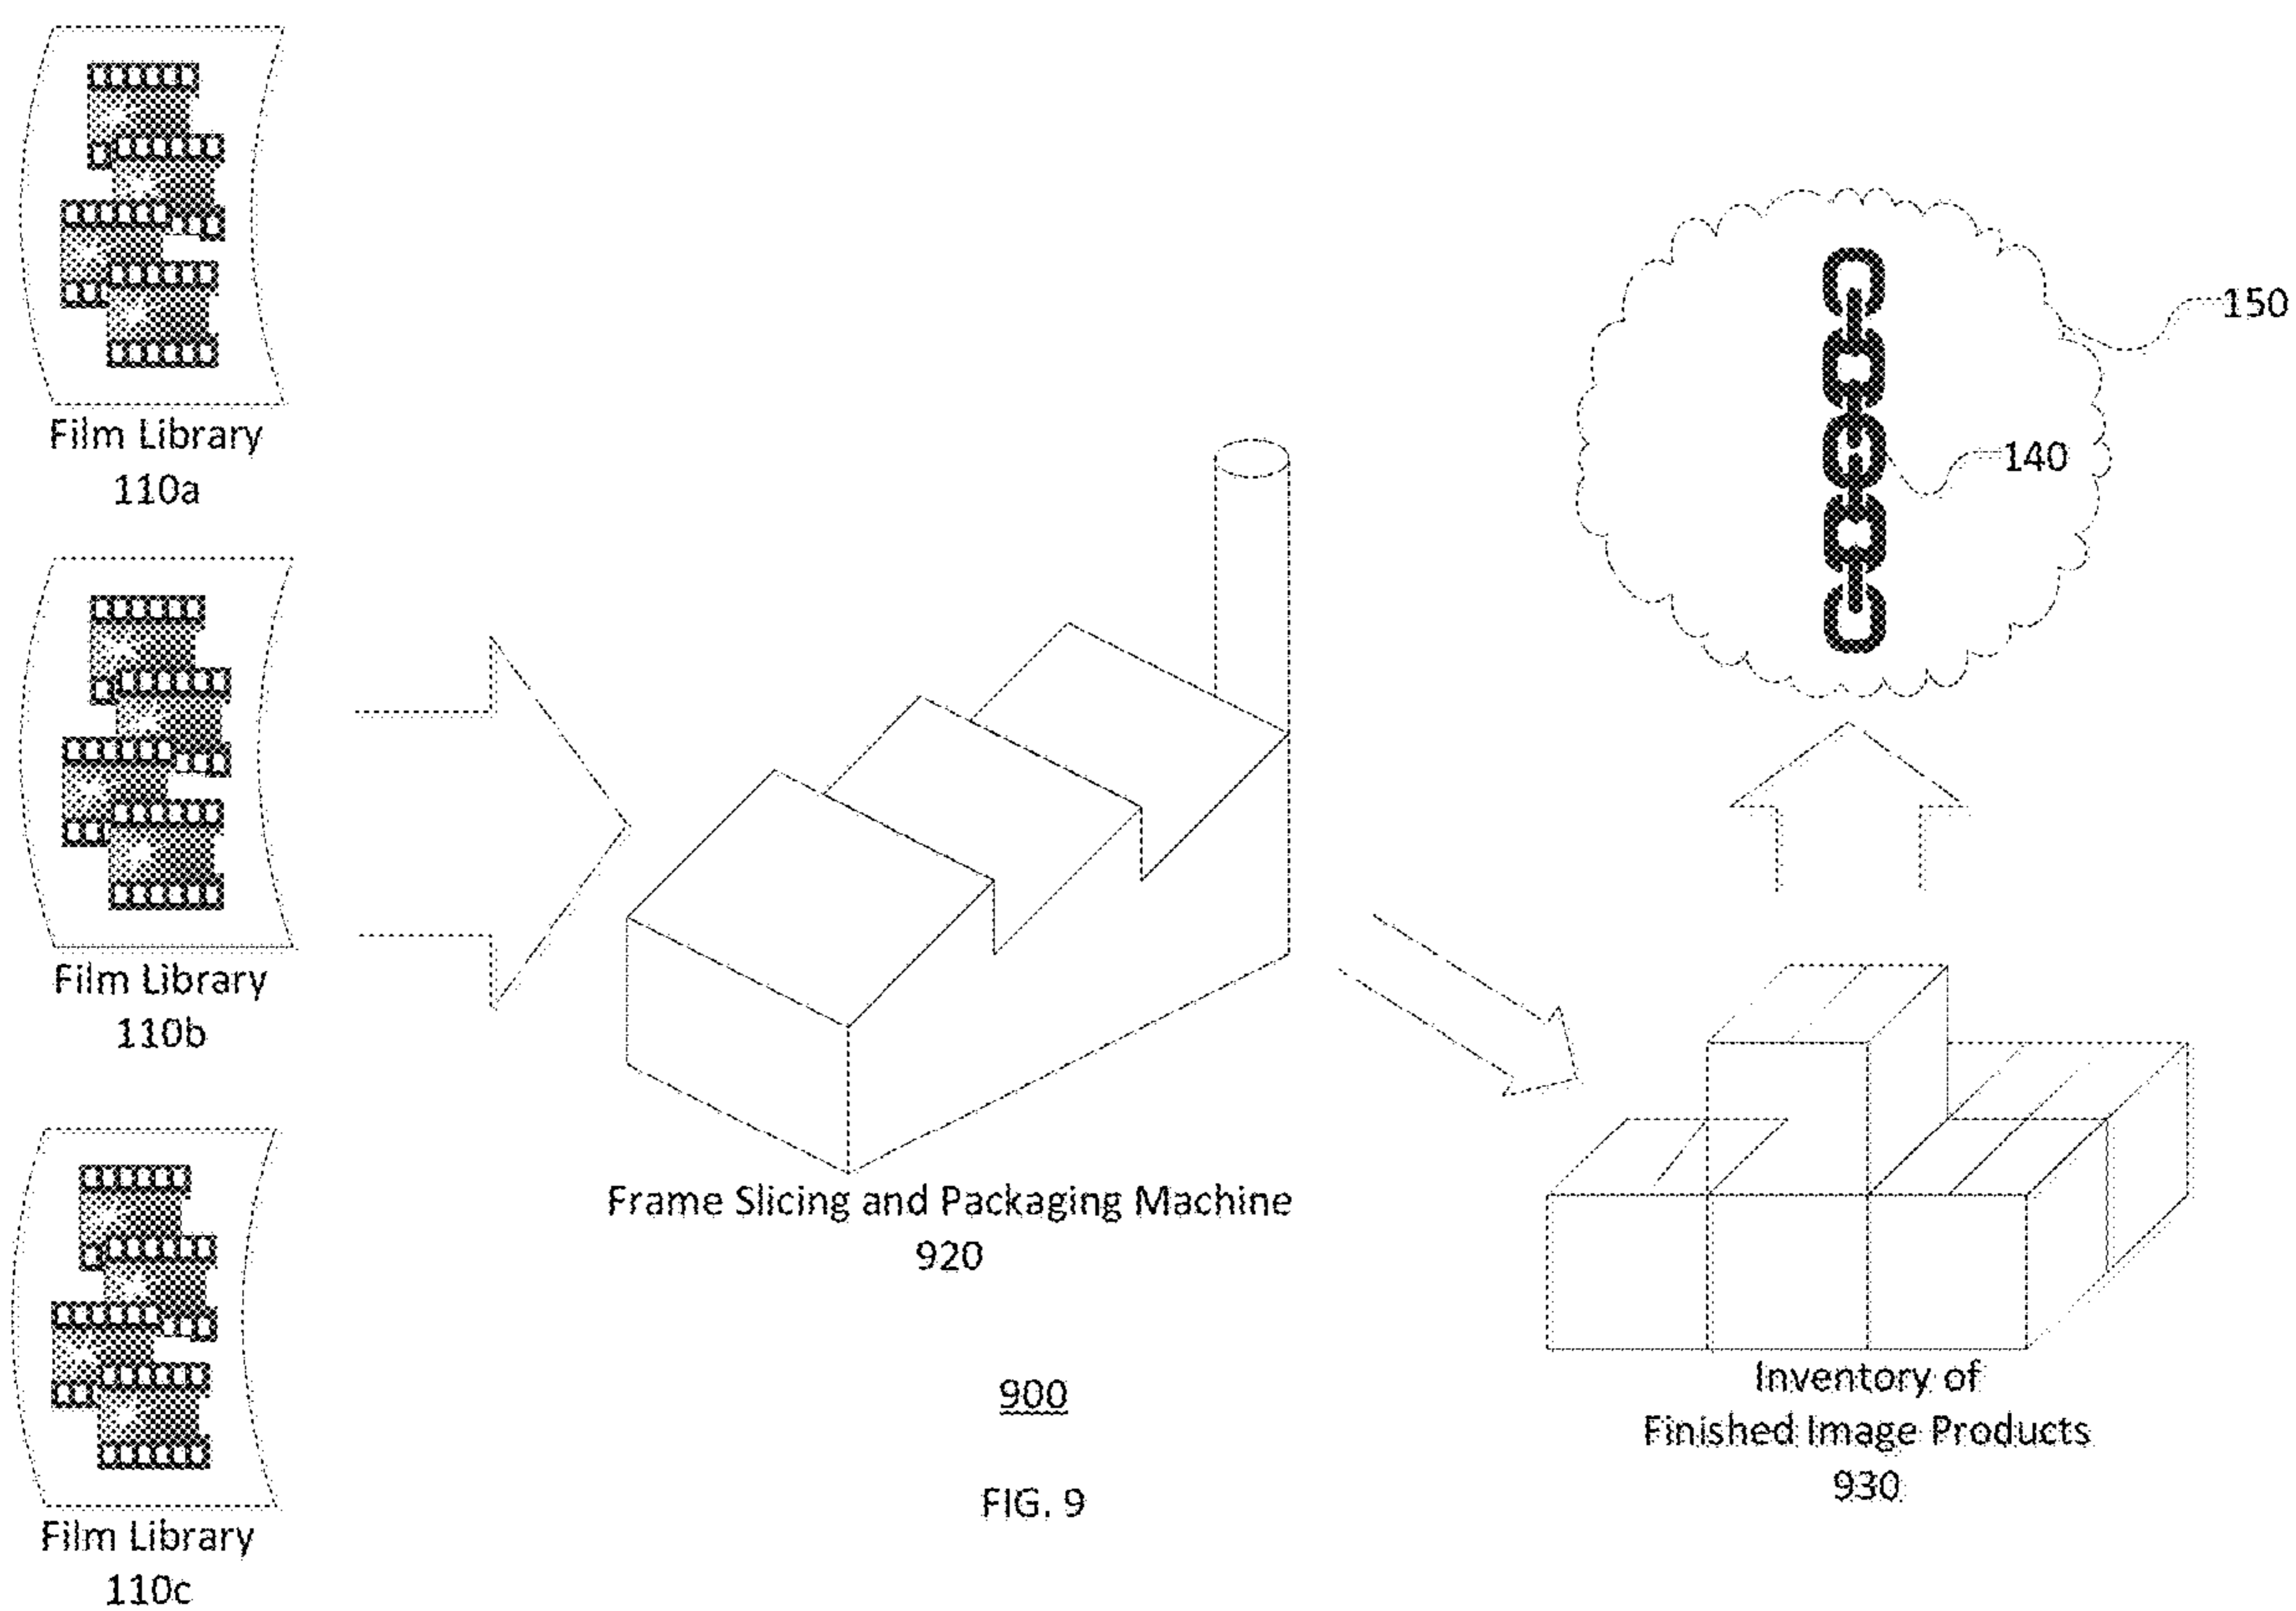 Film Library
110a
Film Library
110b
Film Library
110c
Frame Slicing and Packaging Machine
920
150
140
Inventory of
Finished Image Products
930
900
FIG. 9